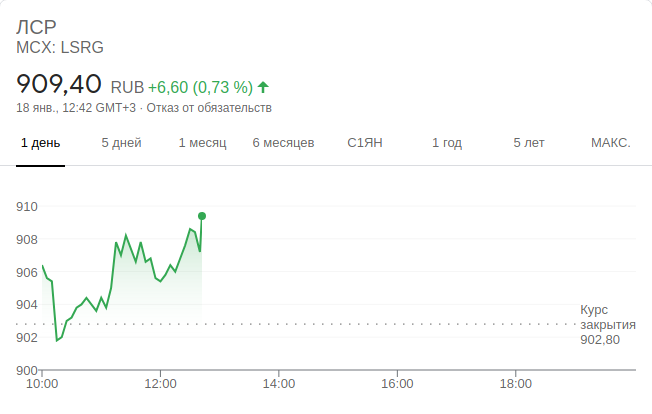 ЛСР
MCX: LSRG
909,40 RUB +6,60 (0,73 %)
18 янв., 12:42 GMT+3 · Отказ от обязательств
1 день 5 дней 1 месяц 6 месяцев С1ЯН 1 год 5 лет МАКС.
910
908
906
904
902
900
Курс
закрытия
902,80
10:00 12:00 14:00 16:00 18:00